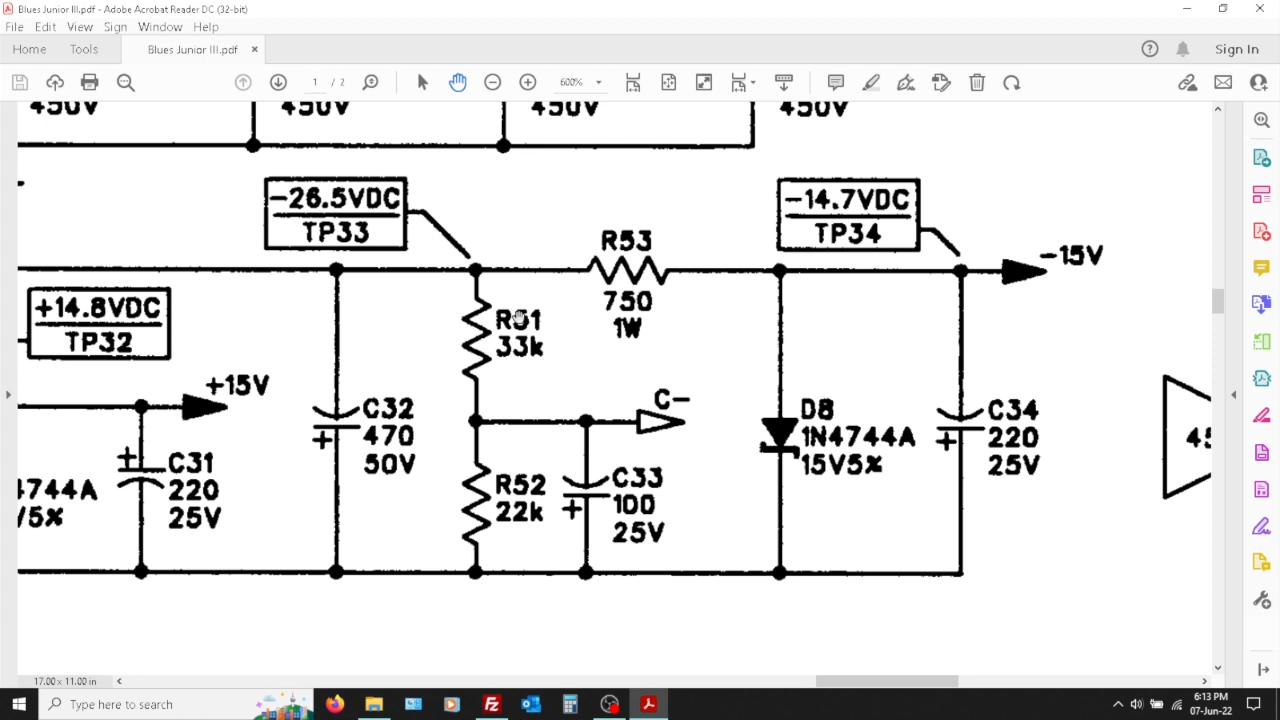 Blues Junior III.pdf - Adobe Acrobat Reader DC (32-bit)
File Edit View Sign Window Help
Home Tools Blues Junior III.pdf × Sign In
1 / 2 600%
450V 450V 450V 450V
-26.5VDC
TP33
-14.7VDC
TP34
R53
750
1W
-15V
+14.8VDC
TP32
R51
33k
+15V
C-
C32
470
50V
D8
1N4744A
15V5%
C34
220
25V
C31
220
25V
4744A
/5%
R52
22k
C33
100
25V
45
17.00 x 11.00 in
Type here to search
6:13 PM
07-Jun-22